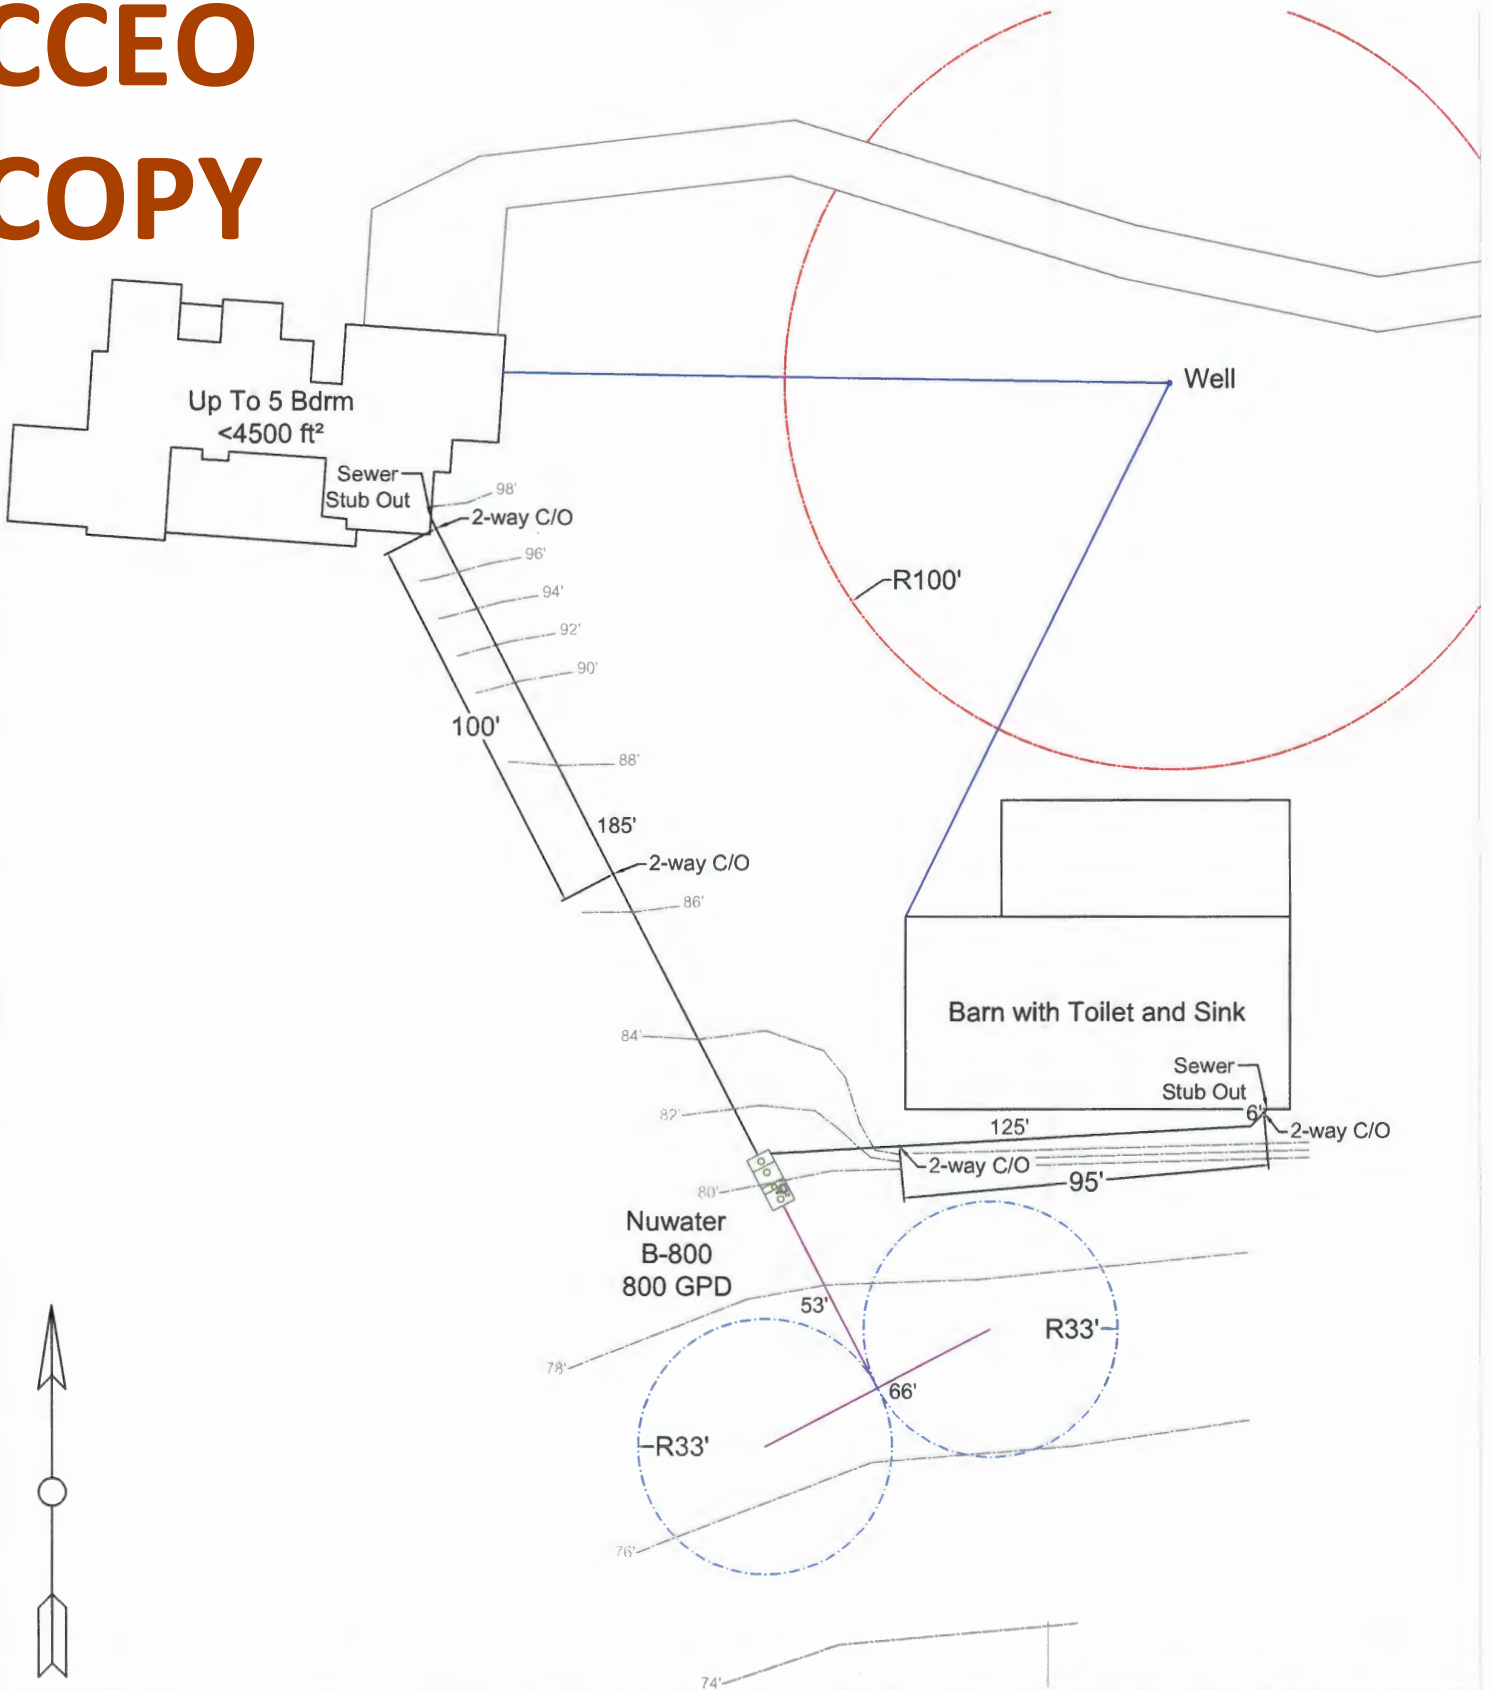 CCEO
COPY
Well
Up To 5 Bdrm
<4500 ft²
Sewer
Stub Out
98'
2-way C/O
96'
94'
R100'
92'
90'
100'
88'
185'
2-way C/O
86'
Barn with Toilet and Sink
84'
Sewer
Stub Out
82'
6'
125'
2-way C/O
2-way C/O
95'
80'
Nuwater
B-800
800 GPD
53'
R33'
78'
66'
R33'
76'
74'